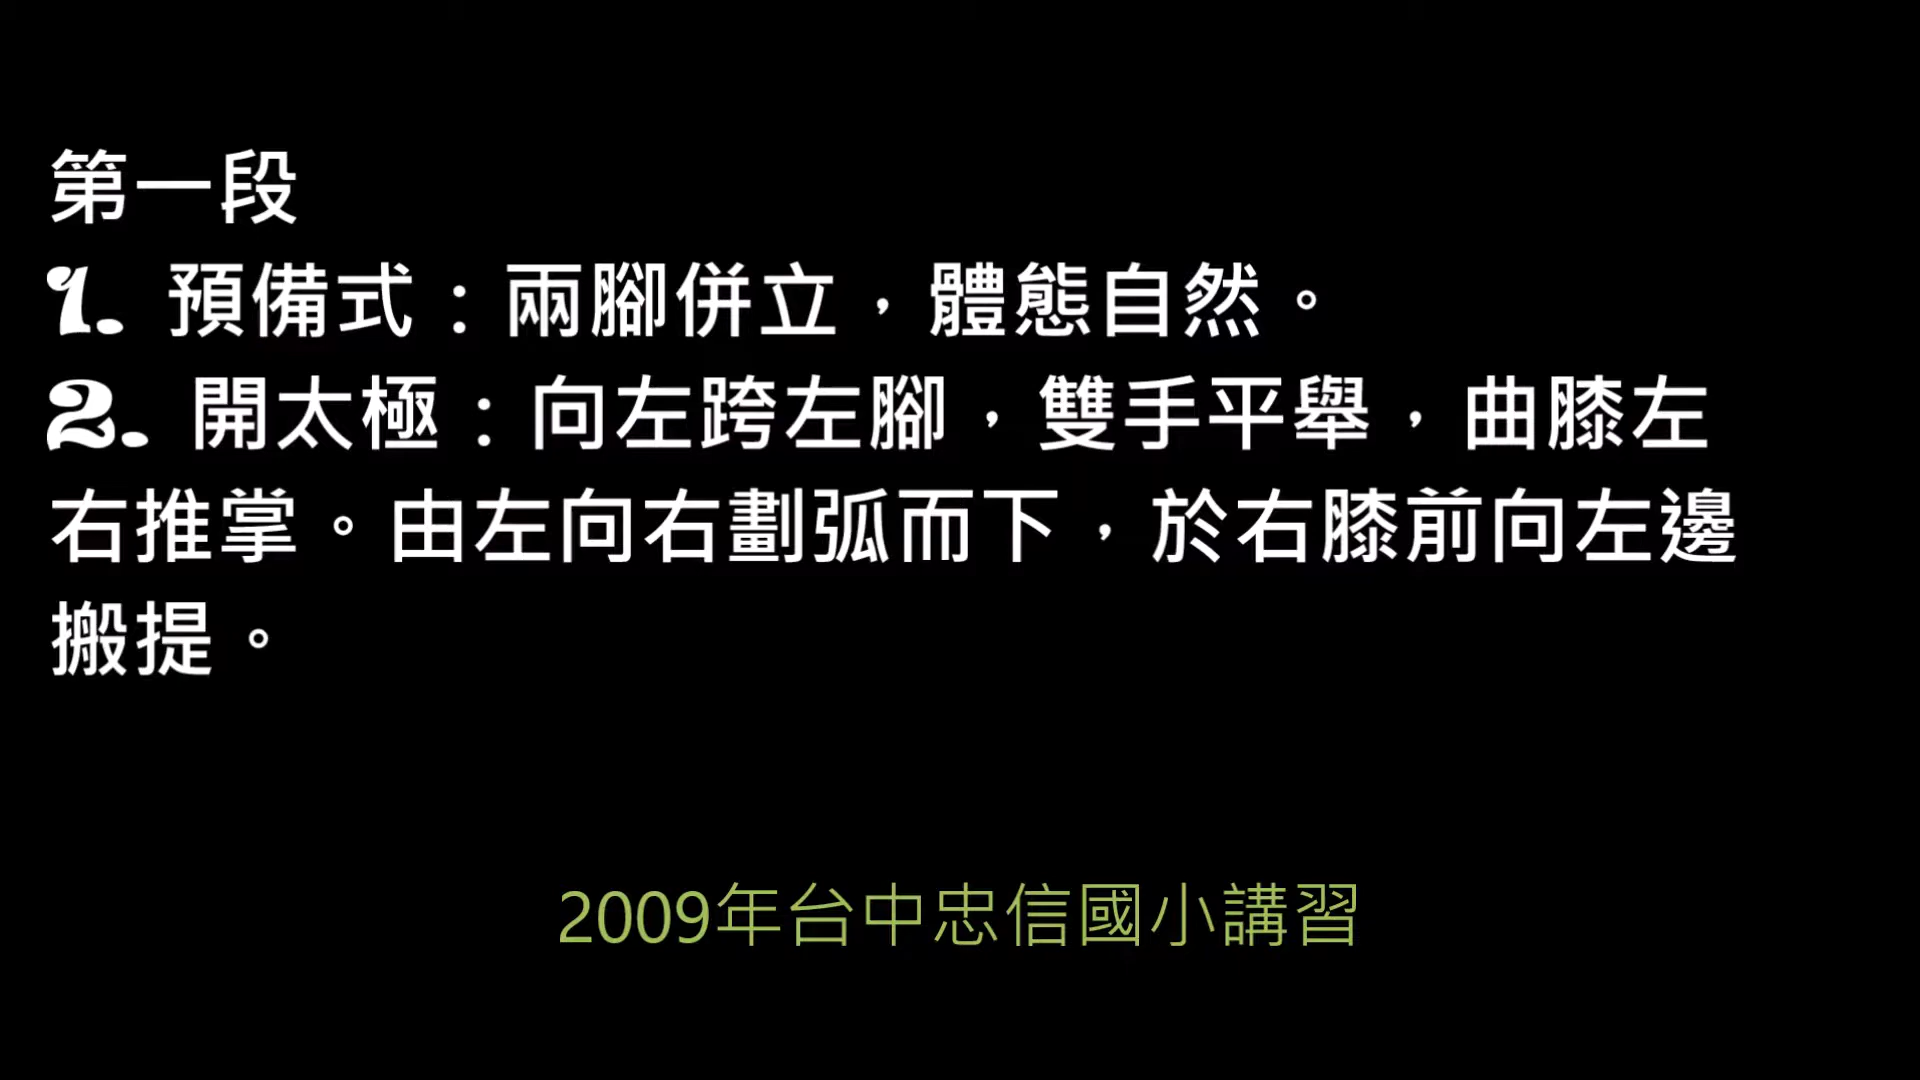 第一段
1. 預備式：兩腳併立，體態自然。
2. 開太極：向左跨左腳，雙手平舉，曲膝左
右推掌。由左向右劃弧而下，於右膝前向左邊
搬提。
2009年台中忠信國小講習